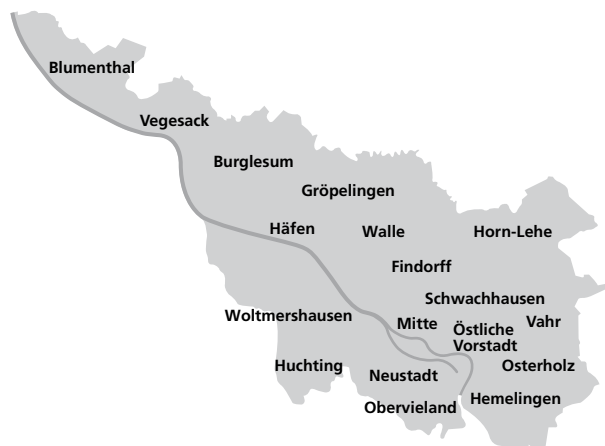 Blumenthal
Vegesack
Burglesum
Gröpelingen
Häfen
Walle
Horn-Lehe
Findorff
Schwachhausen
Woltmershausen
Mitte
Östliche
Vorstadt
Vahr
Huchting
Neustadt
Osterholz
Obervieland
Hemelingen